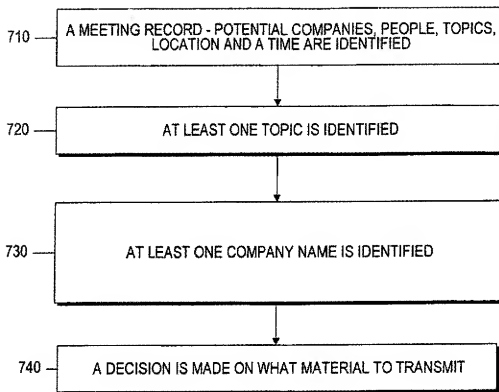 710
A MEETING RECORD - POTENTIAL COMPANIES, PEOPLE, TOPICS,
LOCATION AND A TIME ARE IDENTIFIED
720
AT LEAST ONE TOPIC IS IDENTIFIED
730
AT LEAST ONE COMPANY NAME IS IDENTIFIED
740
A DECISION IS MADE ON WHAT MATERIAL TO TRANSMIT